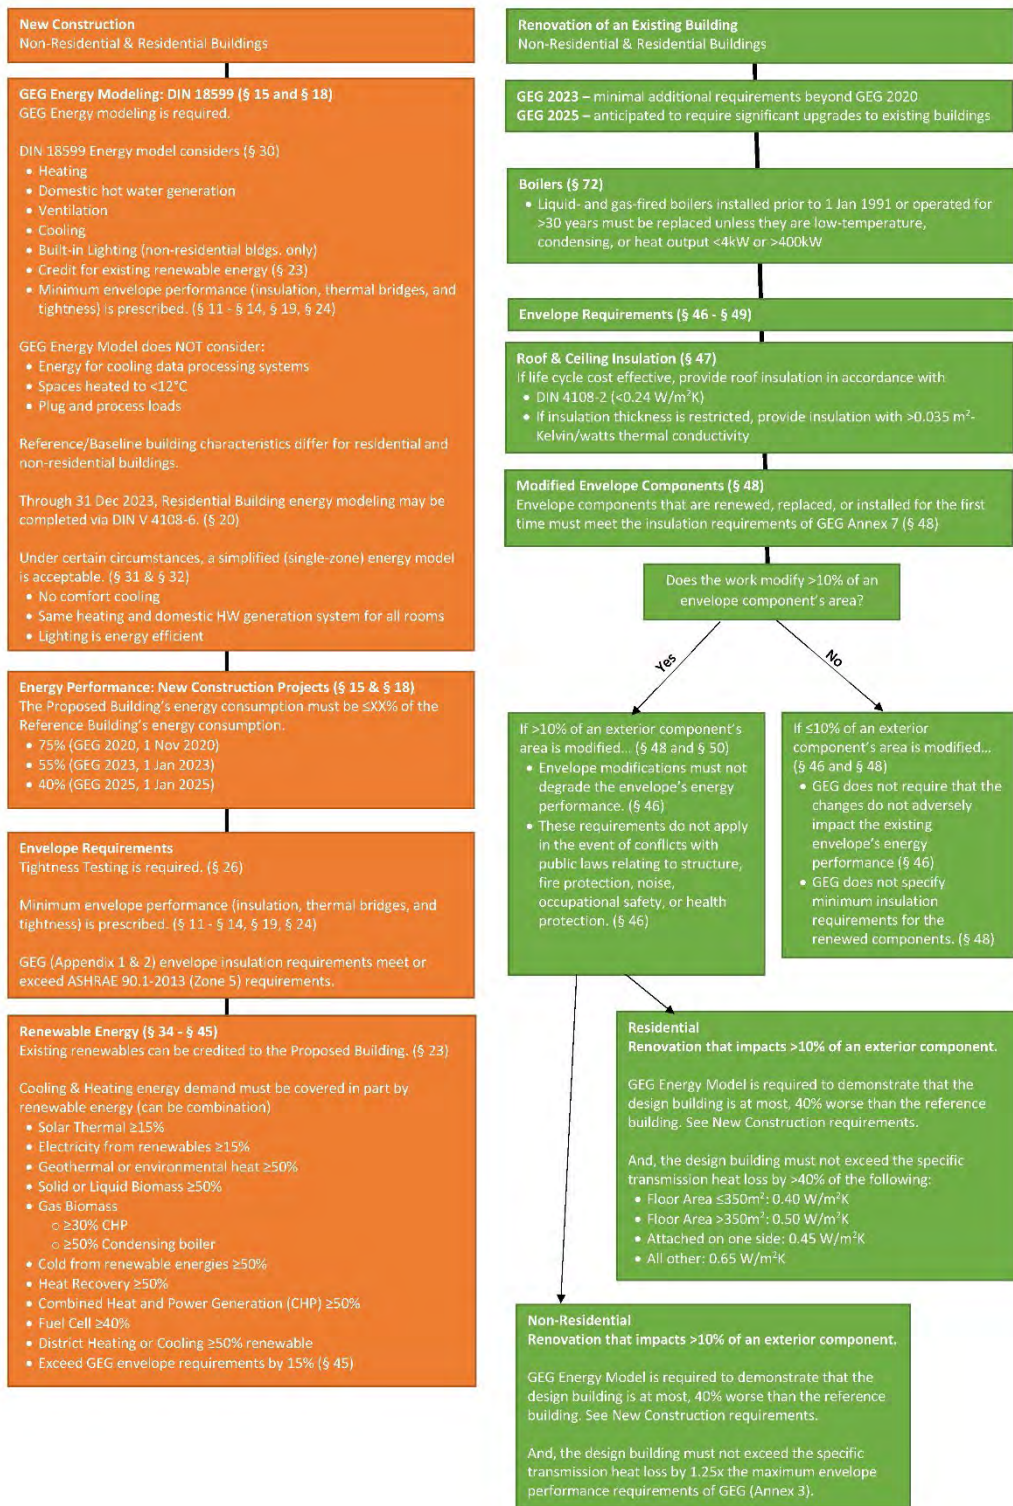 New Construction
Non-Residential & Residential Buildings
GEG Energy Modeling: DIN 18599 (§ 15 and § 18)
GEG Energy modeling is required.
DIN 18599 Energy model considers (§ 30)
• Heating
• Domestic hot water generation
• Ventilation
• Cooling
• Built-in Lighting (non-residential bldgs. only)
• Credit for existing renewable energy (§ 23)
• Minimum envelope performance (insulation, thermal bridges, and
tightness) is prescribed. (§ 11 - § 14, § 19, § 24)
GEG Energy Model does NOT consider:
• Energy for cooling data processing systems
• Spaces heated to <12°C
• Plug and process loads
Reference/Baseline building characteristics differ for residential and
non-residential buildings.
Through 31 Dec 2023, Residential Building energy modeling may be
completed via DIN V 4108-6. (§ 20)
Under certain circumstances, a simplified (single-zone) energy model
is acceptable. (§ 31 & § 32)
• No comfort cooling
• Same heating and domestic HW generation system for all rooms
• Lighting is energy efficient
Energy Performance: New Construction Projects (§ 15 & § 18)
The Proposed Building's energy consumption must be ≤XX% of the
Reference Building's energy consumption.
• 75% (GEG 2020, 1 Nov 2020)
• 55% (GEG 2023, 1 Jan 2023)
• 40% (GEG 2025, 1 Jan 2025)
Envelope Requirements
Tightness Testing is required. (§ 26)
Minimum envelope performance (insulation, thermal bridges, and
tightness) is prescribed. (§ 11 - § 14, § 19, § 24)
GEG (Appendix 1 & 2) envelope insulation requirements meet or
exceed ASHRAE 90.1-2013 (Zone 5) requirements.
Renewable Energy (§ 34 - § 45)
Existing renewables can be credited to the Proposed Building. (§ 23)
Cooling & Heating energy demand must be covered in part by
renewable energy (can be combination)
• Solar Thermal ≥15%
• Electricity from renewables ≥15%
• Geothermal or environmental heat ≥50%
• Solid or Liquid Biomass ≥50%
• Gas Biomass
○ ≥30% CHP
○ ≥50% Condensing boiler
• Cold from renewable energies ≥50%
• Heat Recovery ≥50%
• Combined Heat and Power Generation (CHP) ≥50%
• Fuel Cell ≥40%
• District Heating or Cooling ≥50% renewable
• Exceed GEG envelope requirements by 15% (§ 45)
Renovation of an Existing Building
Non-Residential & Residential Buildings
GEG 2023 – minimal additional requirements beyond GEG 2020
GEG 2025 – anticipated to require significant upgrades to existing buildings
Boilers (§ 72)
• Liquid- and gas-fired boilers installed prior to 1 Jan 1991 or operated for
>30 years must be replaced unless they are low-temperature,
condensing, or heat output <4kW or >400kW
Envelope Requirements (§ 46 - § 49)
Roof & Ceiling Insulation (§ 47)
If life cycle cost effective, provide roof insulation in accordance with
• DIN 4108-2 (<0.24 W/m²K)
• If insulation thickness is restricted, provide insulation with >0.035 m²-
Kelvin/watts thermal conductivity
Modified Envelope Components (§ 48)
Envelope components that are renewed, replaced, or installed for the first
time must meet the insulation requirements of GEG Annex 7 (§ 48)
Does the work modify >10% of an
envelope component's area?
Yes
No
If >10% of an exterior component's
area is modified... (§ 48 and § 50)
• Envelope modifications must not
degrade the envelope's energy
performance. (§ 46)
• These requirements do not apply
in the event of conflicts with
public laws relating to structure,
fire protection, noise,
occupational safety, or health
protection. (§ 46)
If ≤10% of an exterior
component's area is modified...
(§ 46 and § 48)
• GEG does not require that the
changes do not adversely
impact the existing
envelope's energy
performance (§ 46)
• GEG does not specify
minimum insulation
requirements for the
renewed components. (§ 48)
Residential
Renovation that impacts >10% of an exterior component.
GEG Energy Model is required to demonstrate that the
design building is at most, 40% worse than the reference
building. See New Construction requirements.
And, the design building must not exceed the specific
transmission heat loss by >40% of the following:
• Floor Area ≤350m²: 0.40 W/m²K
• Floor Area >350m²: 0.50 W/m²K
• Attached on one side: 0.45 W/m²K
• All other: 0.65 W/m²K
Non-Residential
Renovation that impacts >10% of an exterior component.
GEG Energy Model is required to demonstrate that the
design building is at most, 40% worse than the reference
building. See New Construction requirements.
And, the design building must not exceed the specific
transmission heat loss by 1.25x the maximum envelope
performance requirements of GEG (Annex 3).